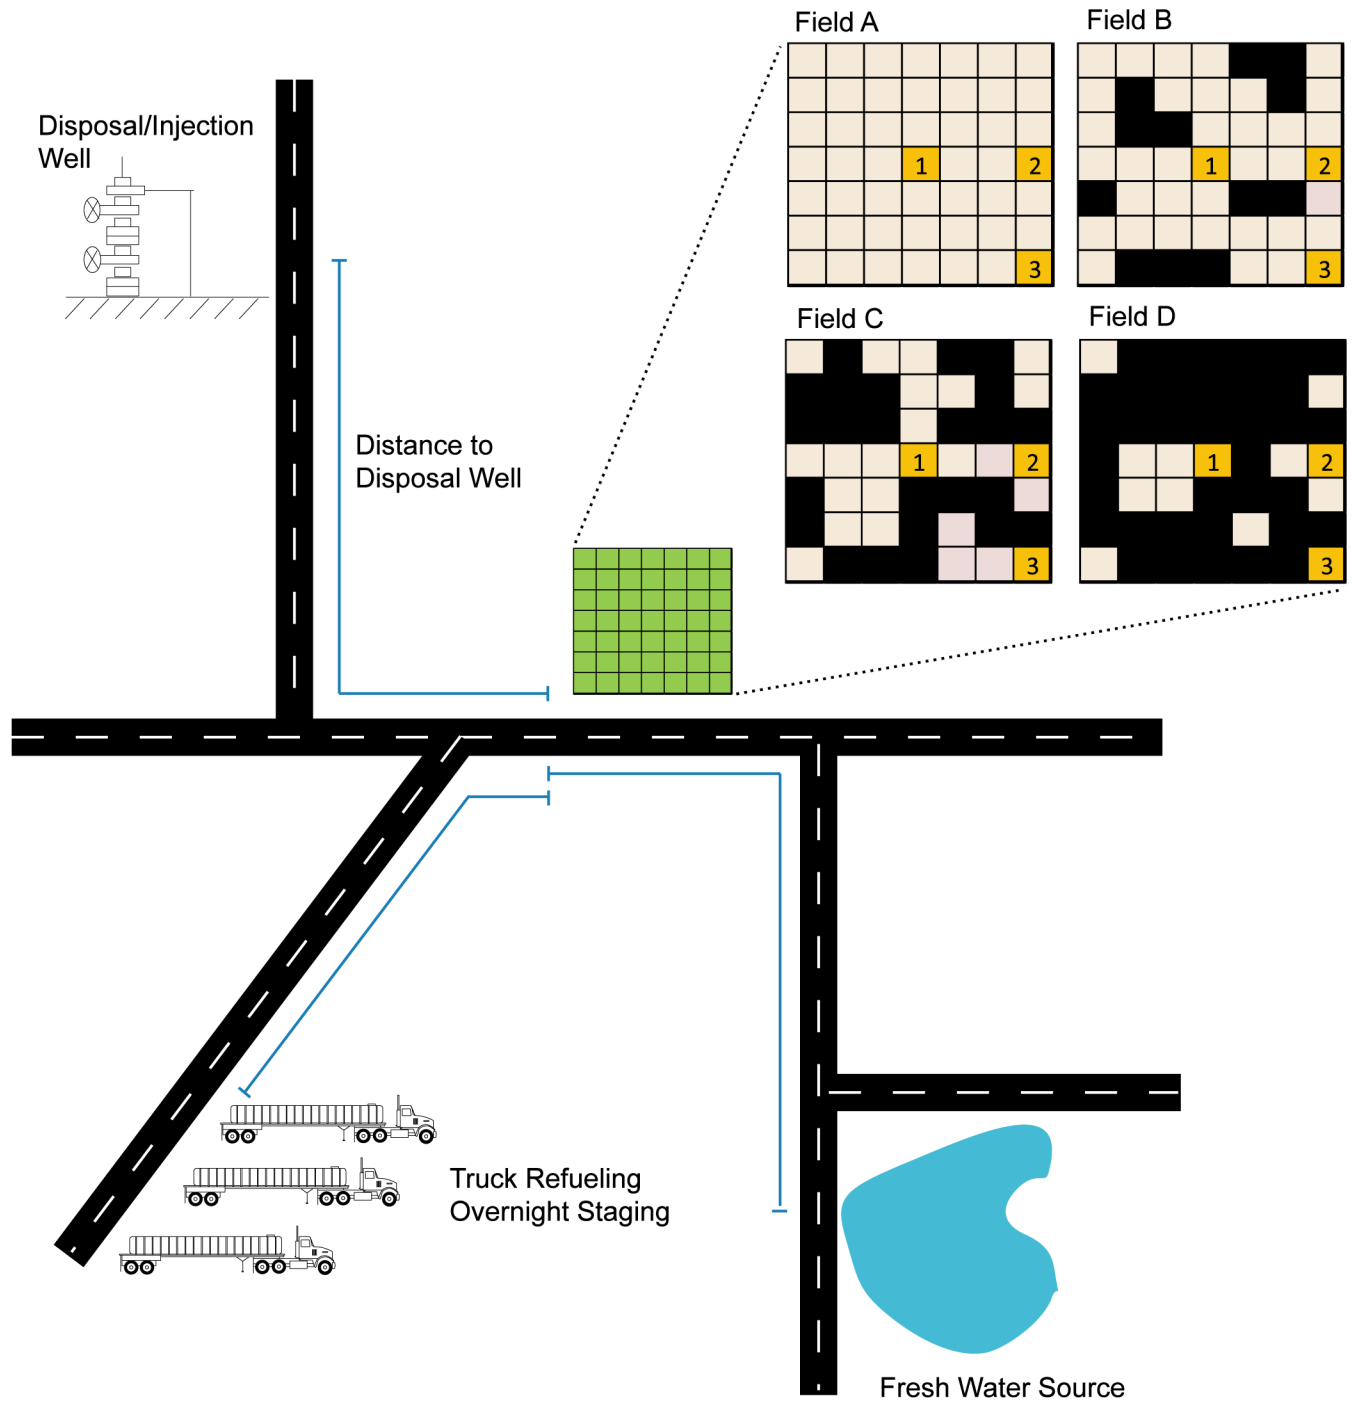 Field A
Field B
Disposal/Injection
Well
1
2
3
1
2
3
Field C
Field D
1
2
3
1
2
3
Distance to
Disposal Well
Truck Refueling
Overnight Staging
Fresh Water Source